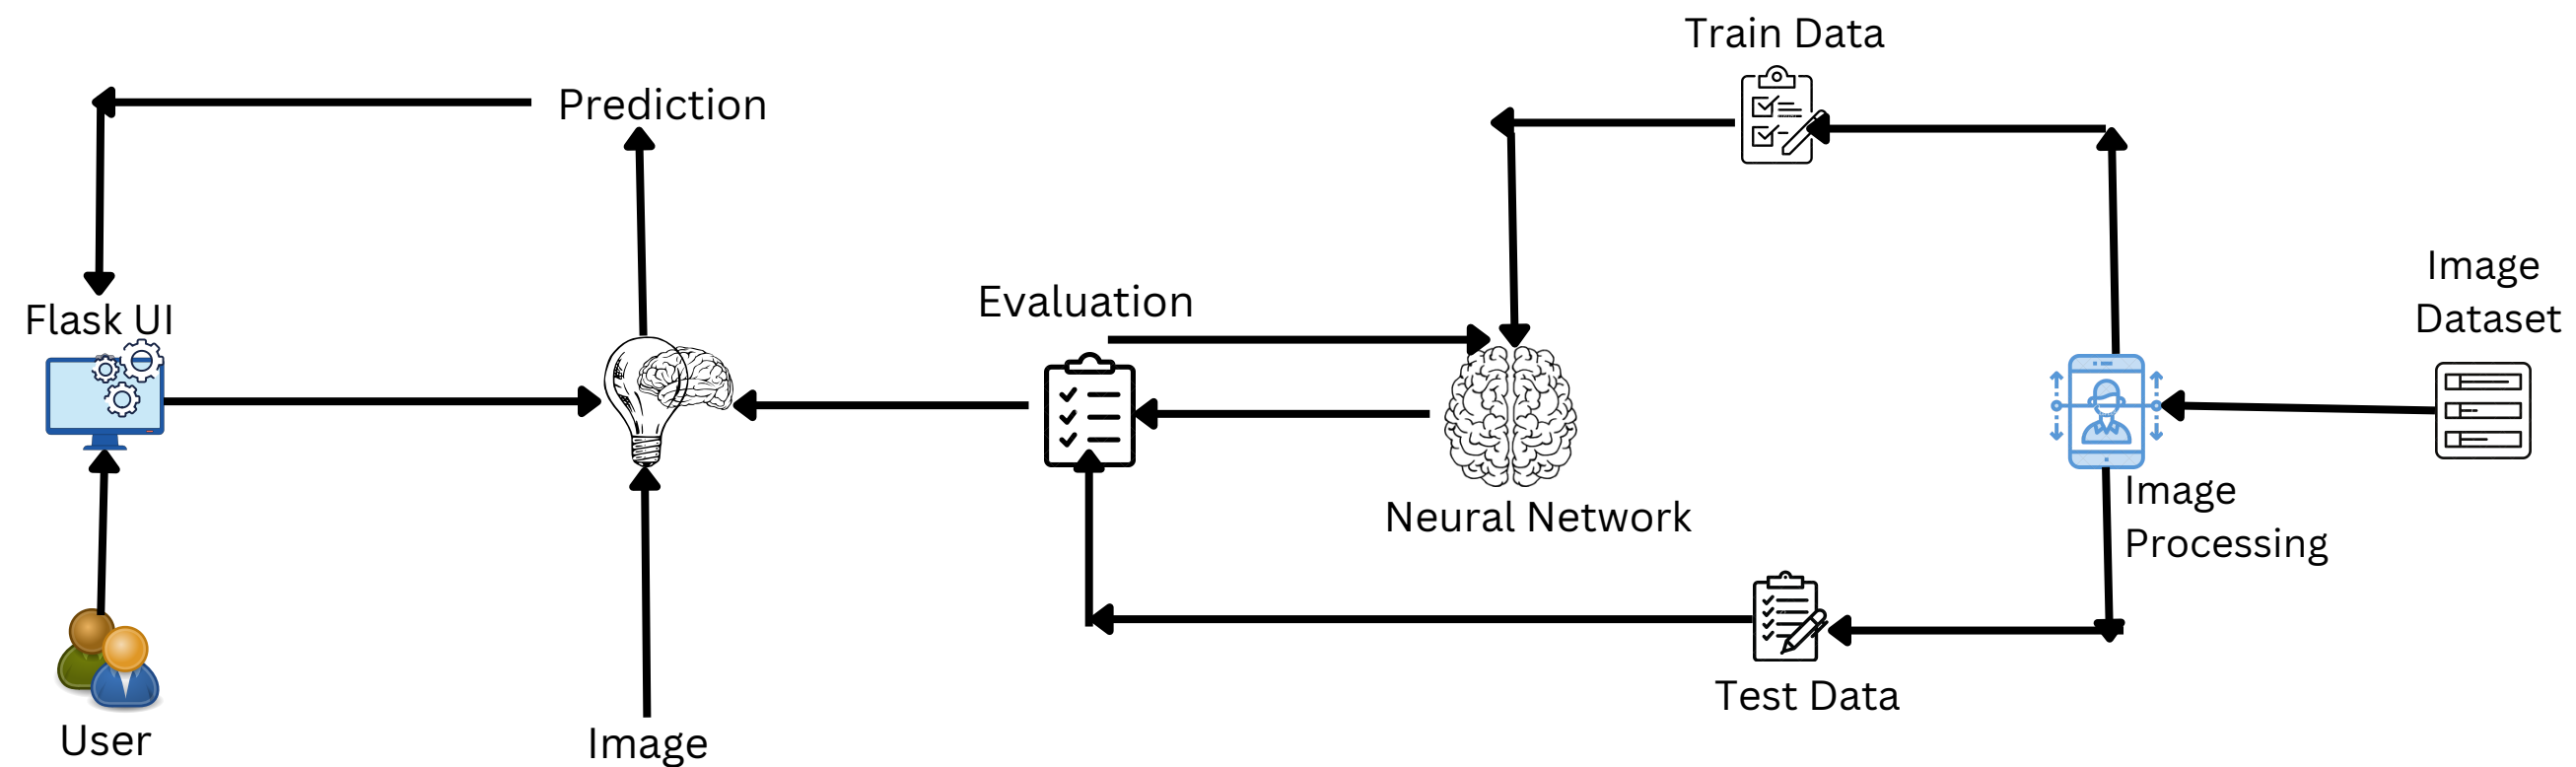 Train Data
Prediction
Image
Dataset
Evaluation
Flask UI
Image
Processing
Neural Network
Test Data
User
Image